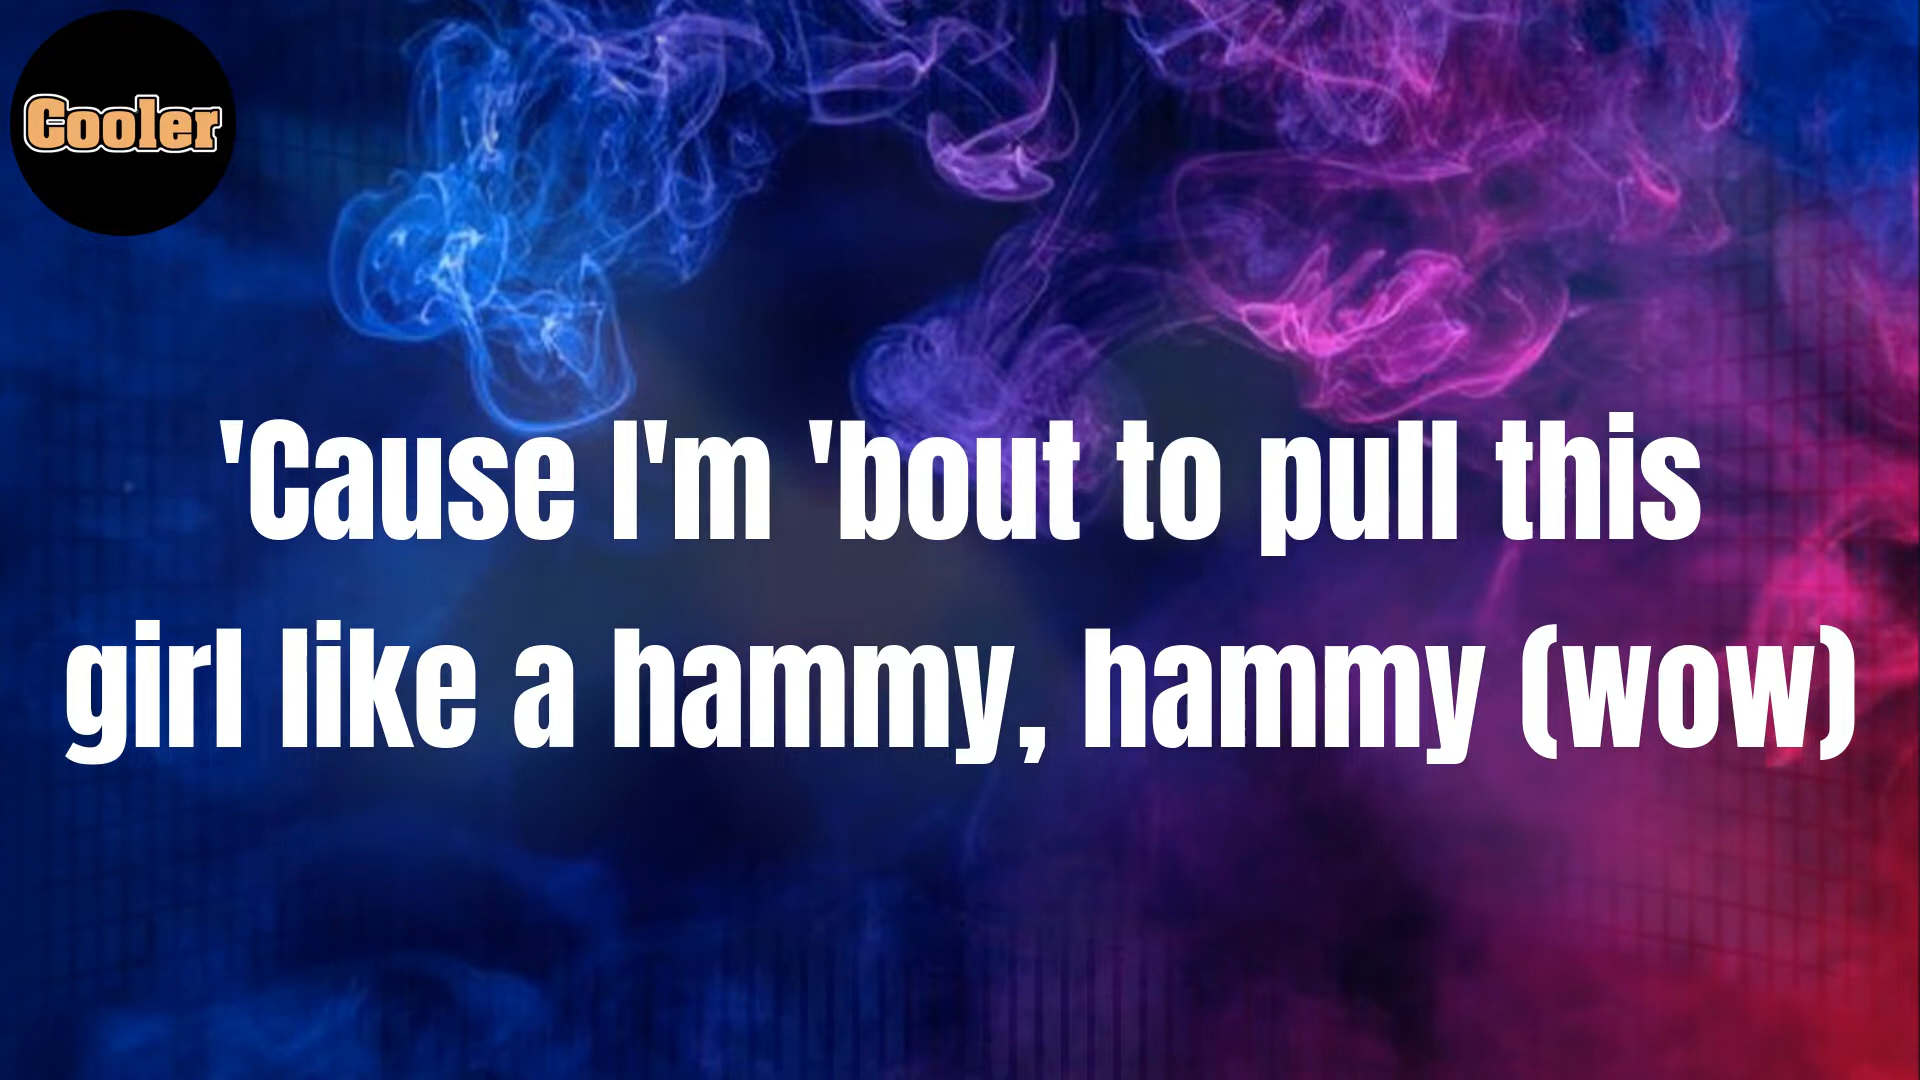 Cooler
'Cause I'm 'bout to pull this
girl like a hammy, hammy (wow)